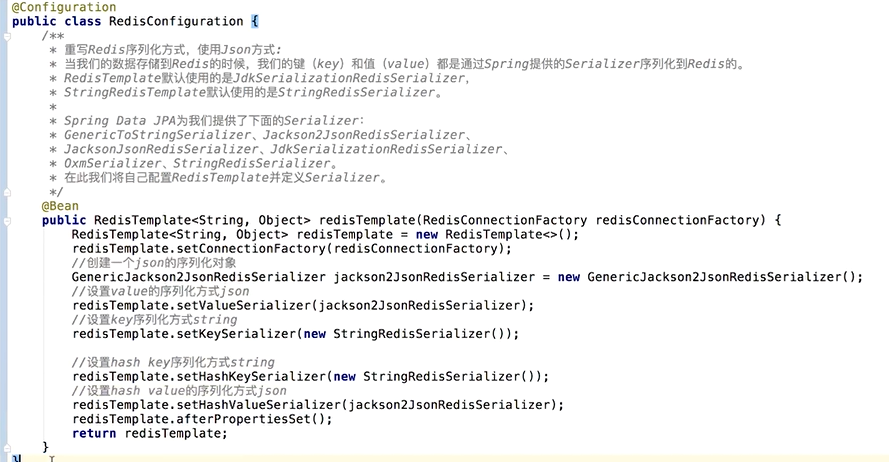 @Configuration
public class RedisConfiguration {
/**
* 重写Redis序列化方式，使用Json方式:
* 当我们的数据存储到Redis的时候，我们的键（key）和值（value）都是通过Spring提供的Serializer序列化到Redis的。
* RedisTemplate默认使用的是JdkSerializationRedisSerializer，
* StringRedisTemplate默认使用的是StringRedisSerializer。
*
* Spring Data JPA为我们提供了下面的Serializer：
* GenericToStringSerializer、Jackson2JsonRedisSerializer、
* JacksonJsonRedisSerializer、JdkSerializationRedisSerializer、
* OxmSerializer、StringRedisSerializer。
* 在此我们将自己配置RedisTemplate并定义Serializer。
*/
@Bean
public RedisTemplate<String, Object> redisTemplate(RedisConnectionFactory redisConnectionFactory) {
RedisTemplate<String, Object> redisTemplate = new RedisTemplate<>();
redisTemplate.setConnectionFactory(redisConnectionFactory);
//创建一个json的序列化对象
GenericJackson2JsonRedisSerializer jackson2JsonRedisSerializer = new GenericJackson2JsonRedisSerializer();
//设置value的序列化方式json
redisTemplate.setValueSerializer(jackson2JsonRedisSerializer);
//设置key序列化方式string
redisTemplate.setKeySerializer(new StringRedisSerializer());
//设置hash key序列化方式string
redisTemplate.setHashKeySerializer(new StringRedisSerializer());
//设置hash value的序列化方式json
redisTemplate.setHashValueSerializer(jackson2JsonRedisSerializer);
redisTemplate.afterPropertiesSet();
return redisTemplate;
}
}